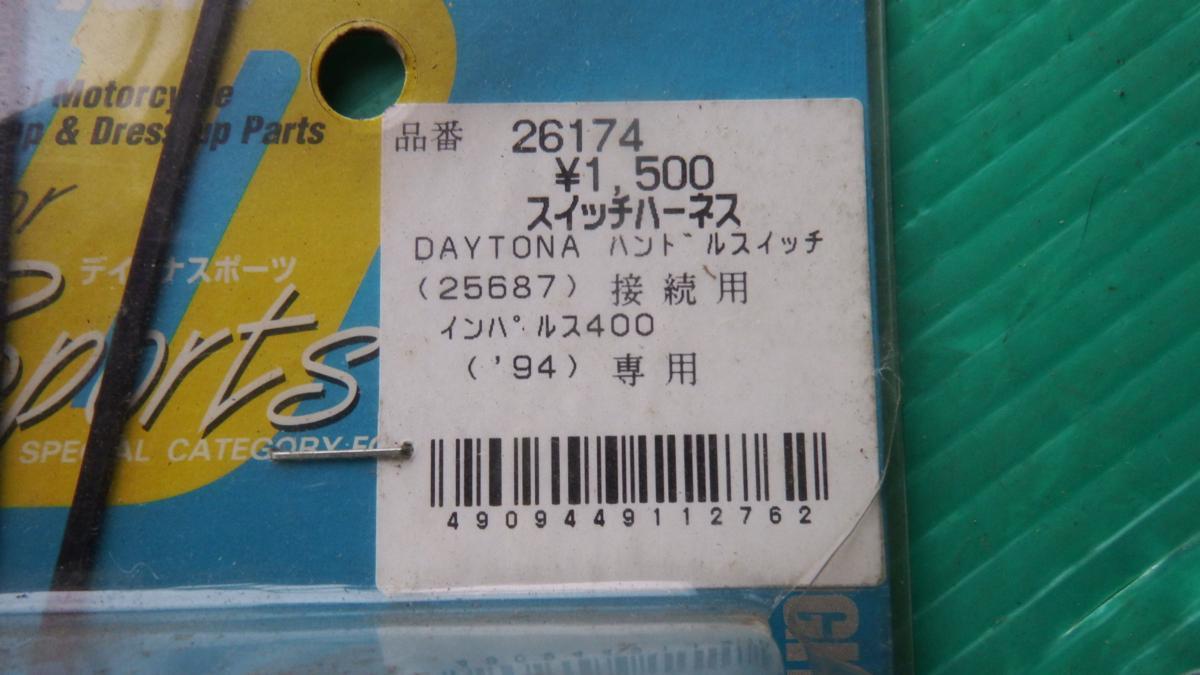 Motorcycle
& Dress up Parts
デイトナスポーツ
Sports
SPECIAL CATEGORY FO
品番 26174
¥1,500
スイッチハーネス
DAYTONA ハンドルスイッチ
(25687) 接続用
インパルス400
('94) 専用
4909449112762